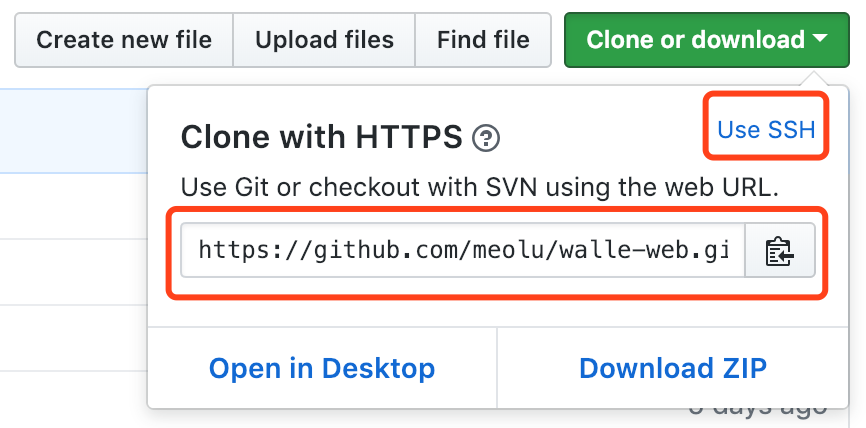 Create new file Upload files Find file Clone or download
Clone with HTTPS ? Use SSH
Use Git or checkout with SVN using the web URL.
https://github.com/meolu/walle-web.gi
Open in Desktop Download ZIP
days ago